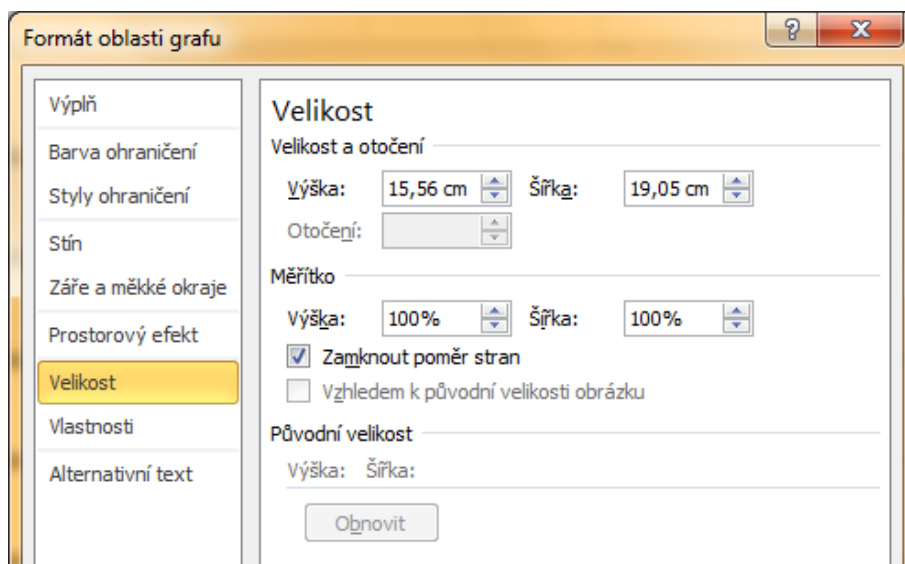 Formát oblasti grafu
Výplň
Barva ohraničení
Styly ohraničení
Stín
Záře a měkké okraje
Prostorový efekt
Velikost
Vlastnosti
Alternativní text
Velikost
Velikost a otočení
Výška: 15,56 cm Šířka: 19,05 cm
Otočení:
Měřítko
Výška: 100% Šířka: 100%
Zamknout poměr stran
Vzhledem k původní velikosti obrázku
Původní velikost
Výška: Šířka:
Obnovit